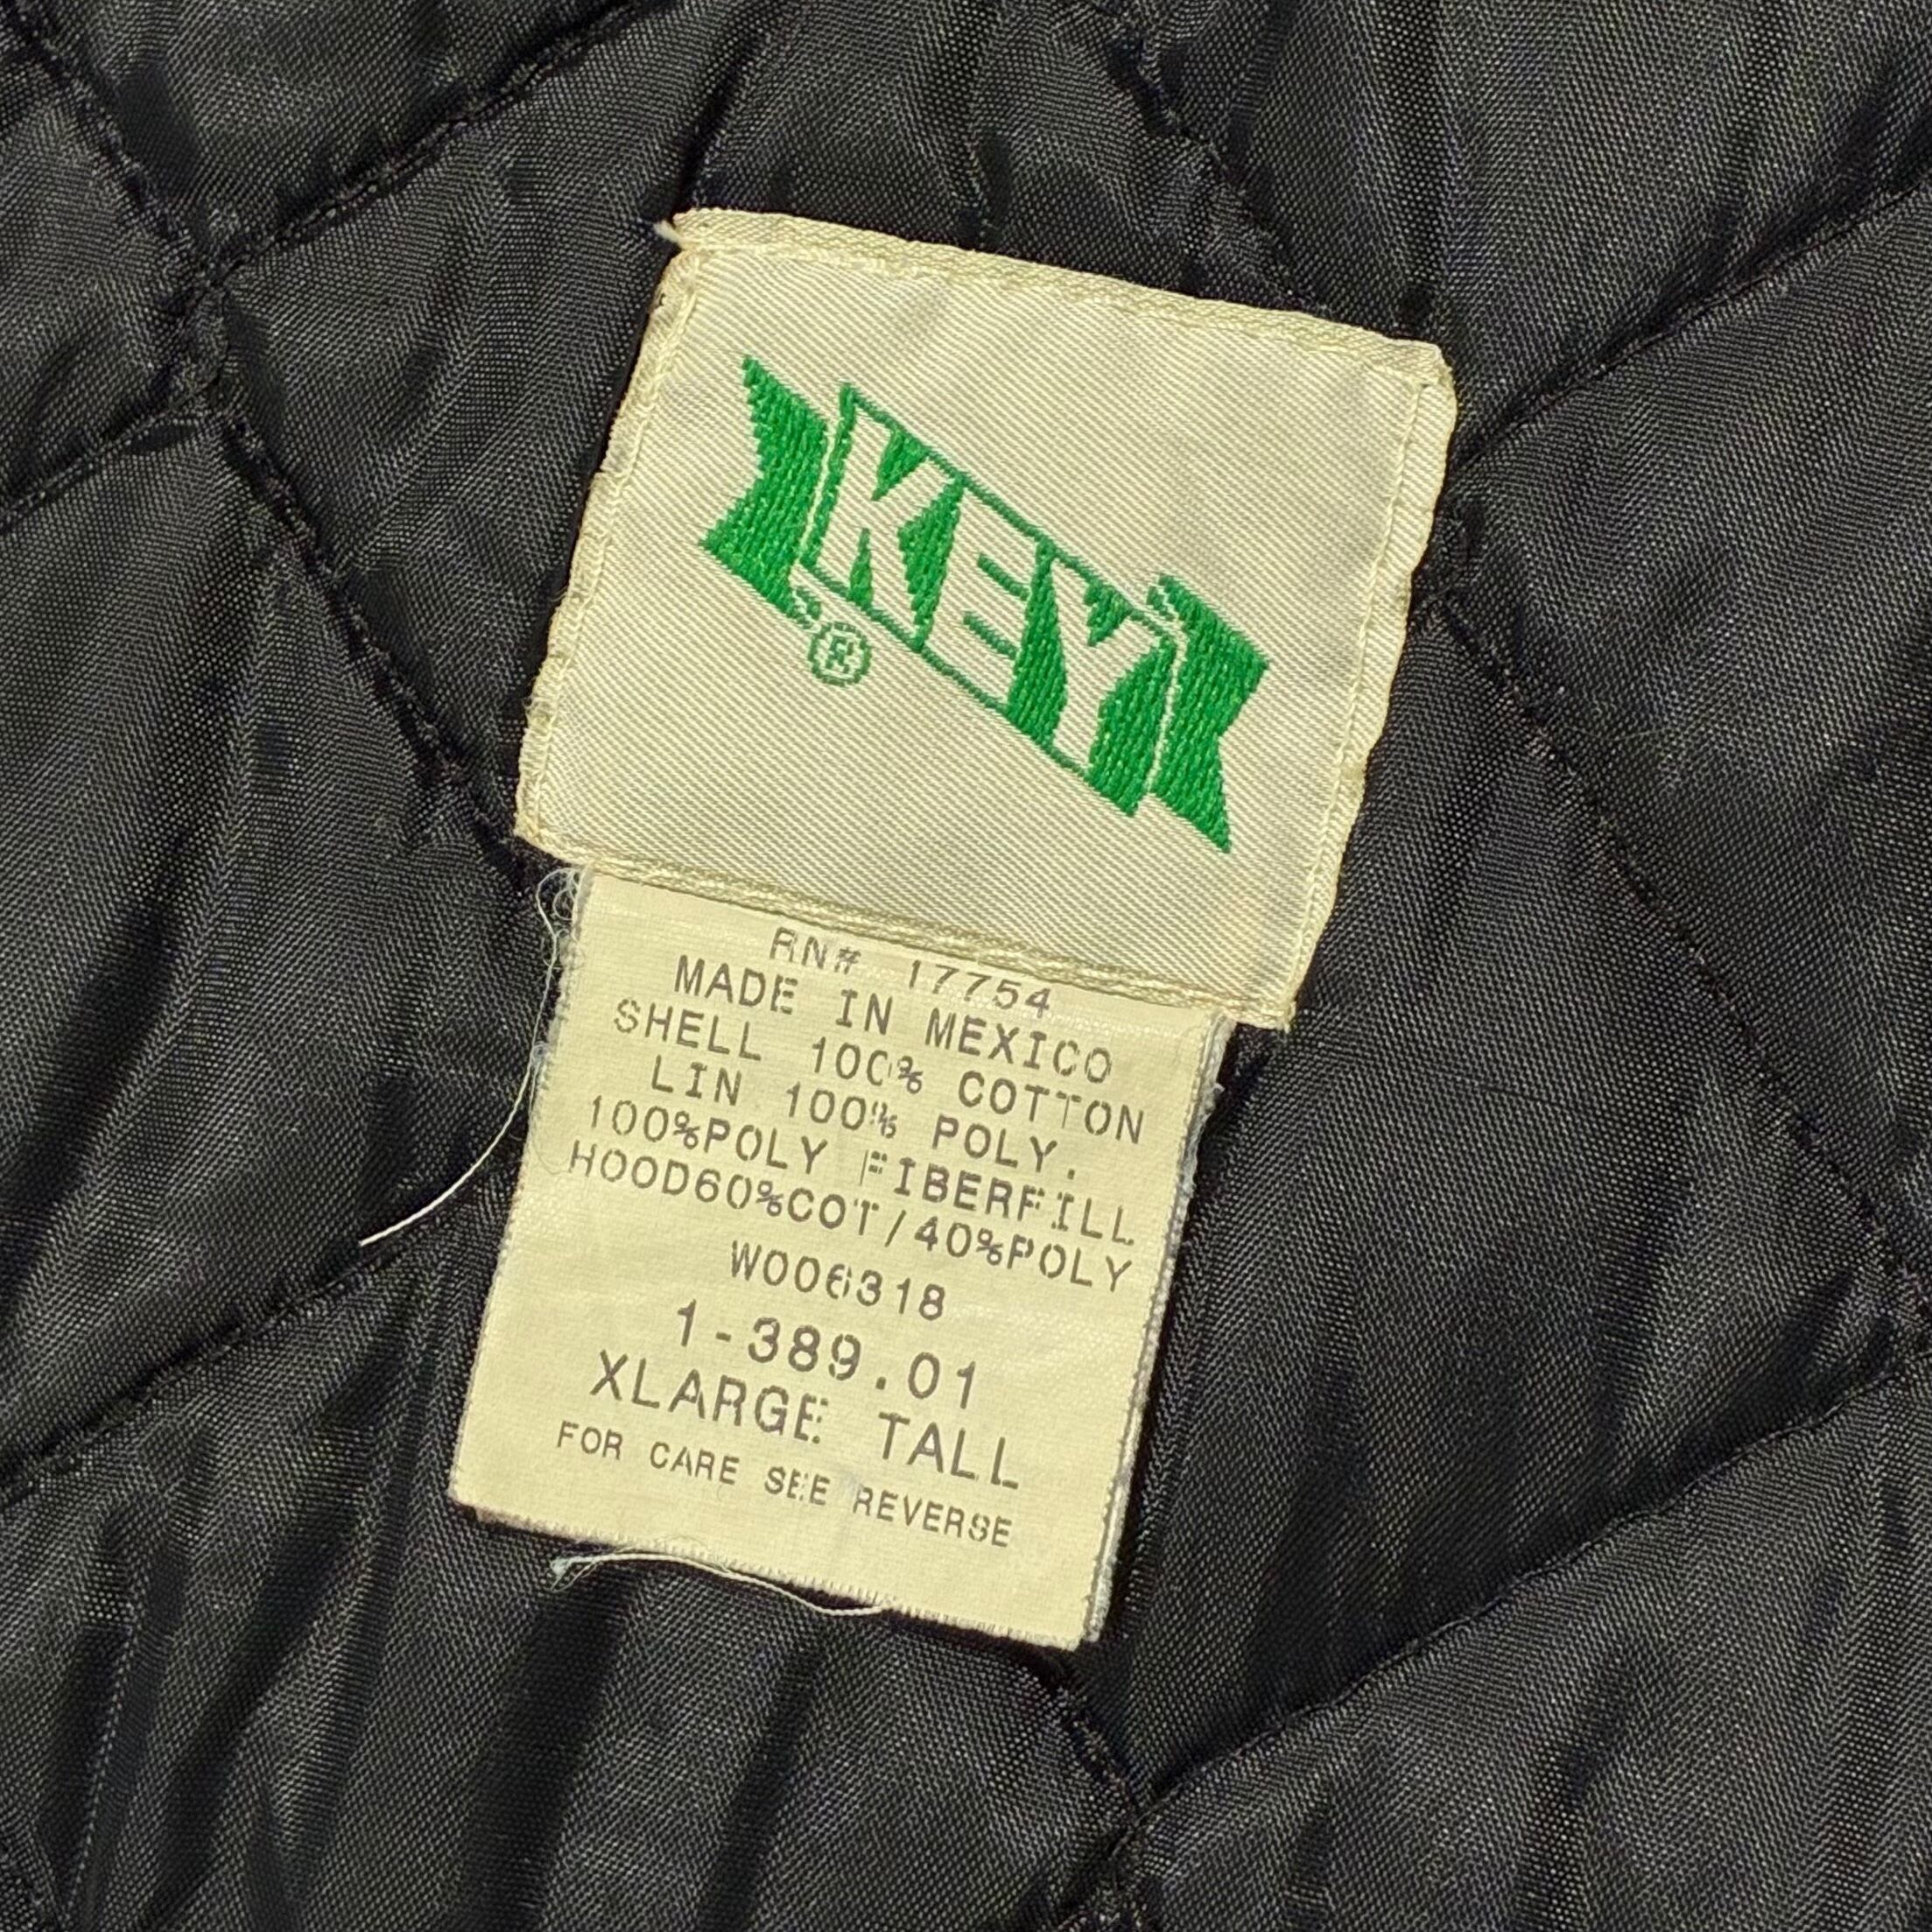 KEY
®
RN# 17754
MADE IN MEXICO
SHELL 100% COTTON
LIN 100% POLY.
100%POLY FIBERFILL
HOOD60%COT/40%POLY
W006318
1-389.01
XLARGE TALL
FOR CARE SEE REVERSE